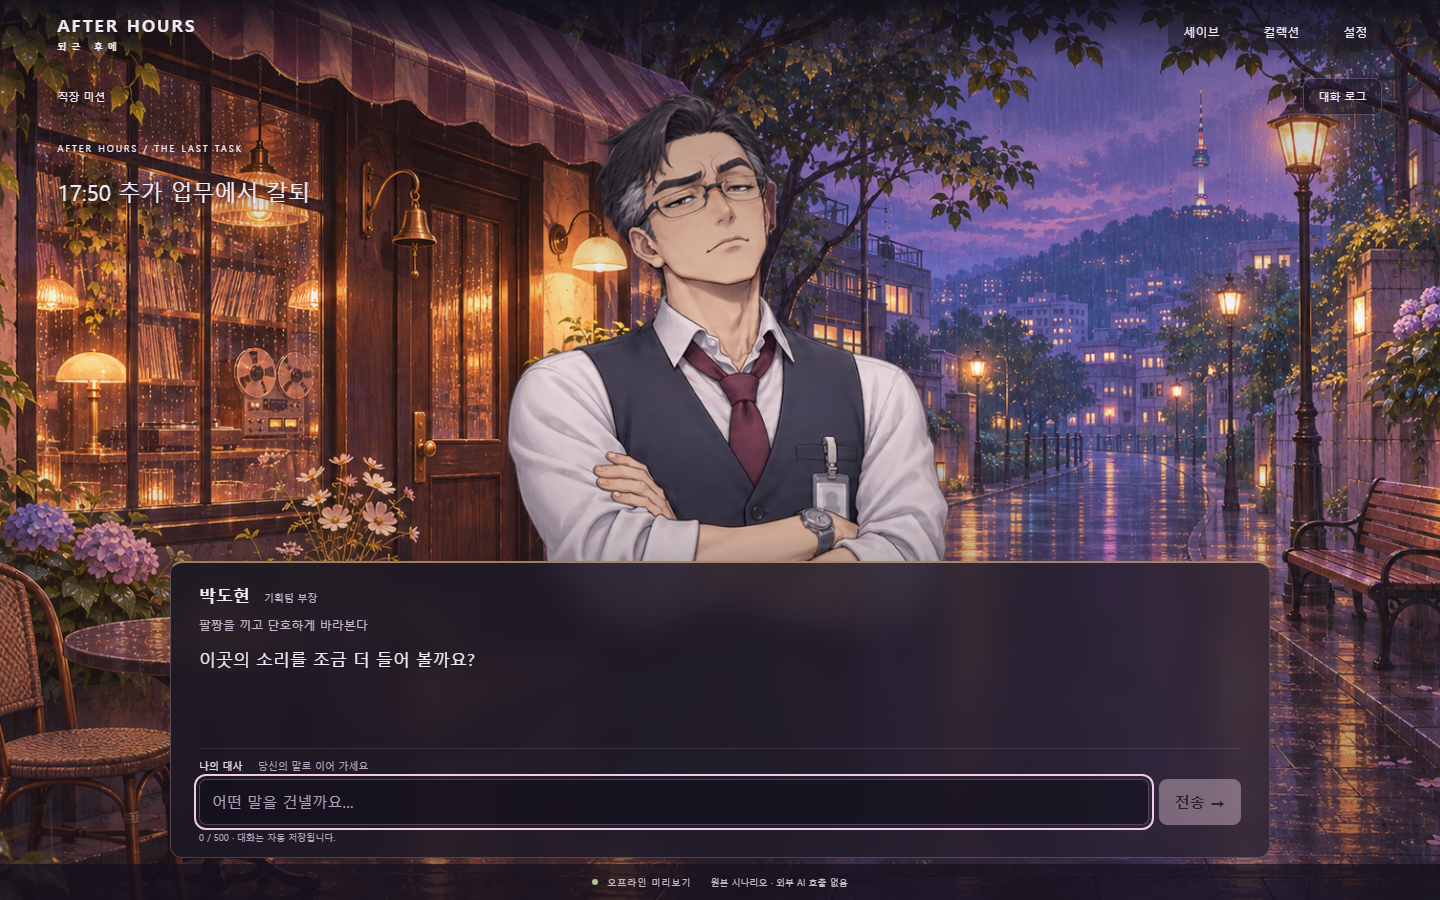 AFTER HOURS
퇴근 후에
세이브 컬렉션 설정
직장 미션
대화 로그
AFTER HOURS / THE LAST TASK
17:50 추가 업무에서 칼퇴
박도현 기획팀 부장
팔짱을 끼고 단호하게 바라본다
이곳의 소리를 조금 더 들어 볼까요?
나의 대사 당신의 말로 이어 가세요
어떤 말을 건넬까요...
전송 →
0 / 500 · 대화는 자동 저장됩니다.
오프라인 미리보기 원본 시나리오 · 외부 AI 호출 없음